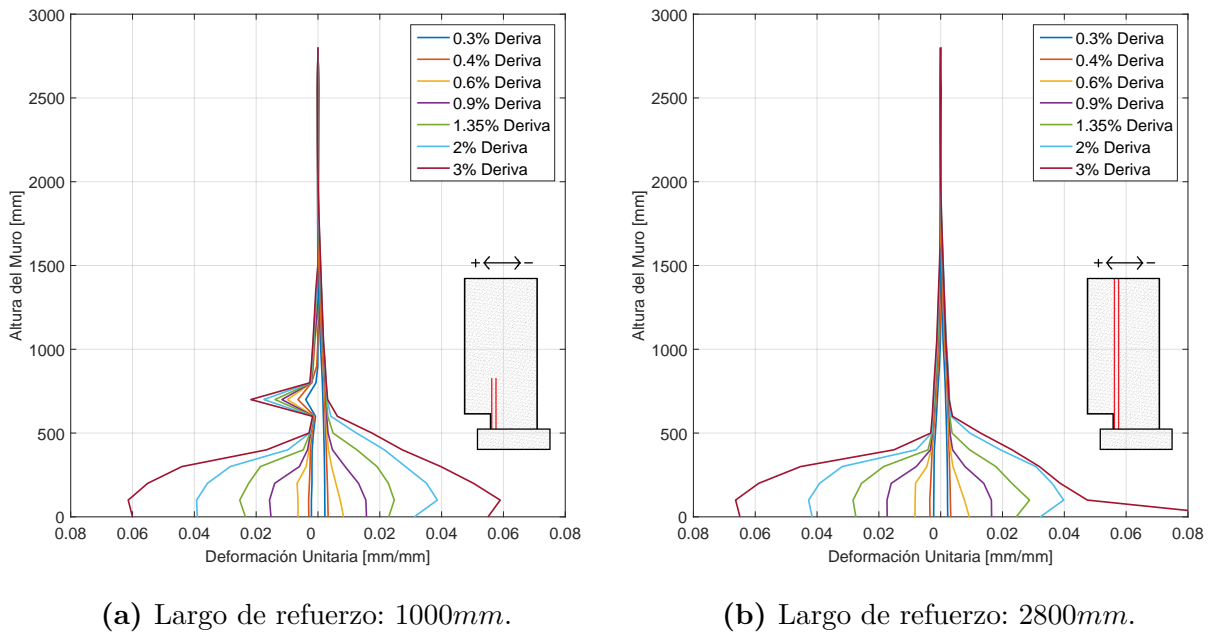 3000
2500
2000
1500
1000
500
0
0.08 0.06 0.04 0.02 0 0.02 0.04 0.06 0.08
Altura del Muro [mm]
Deformación Unitaria [mm/mm]
0.3% Deriva
0.4% Deriva
0.6% Deriva
0.9% Deriva
1.35% Deriva
2% Deriva
3% Deriva
+ −
(a) Largo de refuerzo: 1000mm.
3000
2500
2000
1500
1000
500
0
0.08 0.06 0.04 0.02 0 0.02 0.04 0.06 0.08
Altura del Muro [mm]
Deformación Unitaria [mm/mm]
0.3% Deriva
0.4% Deriva
0.6% Deriva
0.9% Deriva
1.35% Deriva
2% Deriva
3% Deriva
+ −
(b) Largo de refuerzo: 2800mm.